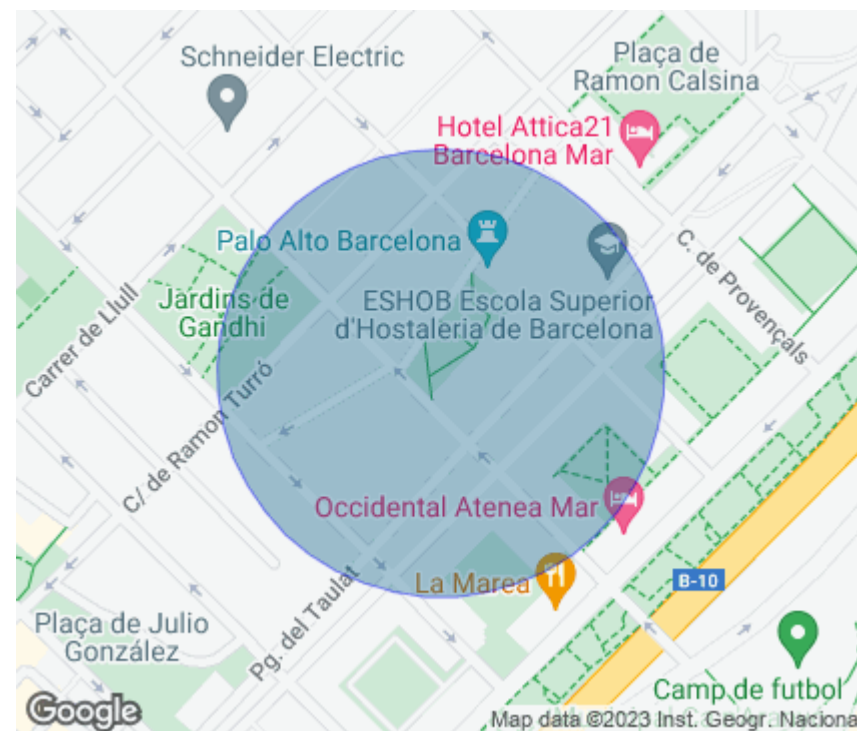 Schneider Electric
Plaça de
Ramon Calsina
Hotel Attica21
Barcelona Mar
Palo Alto Barcelona
C. de Provençals
Jardins de
Gandhi
ESHOB Escola Superior
d'Hostaleria de Barcelona
Carrer de Llull
C/ de Ramon Turró
Occidental Atenea Mar
La Marea
B-10
Pg. del Taulat
Plaça de Julio
González
Camp de futbol
Google
Map data ©2023 Inst. Geogr. Naciona